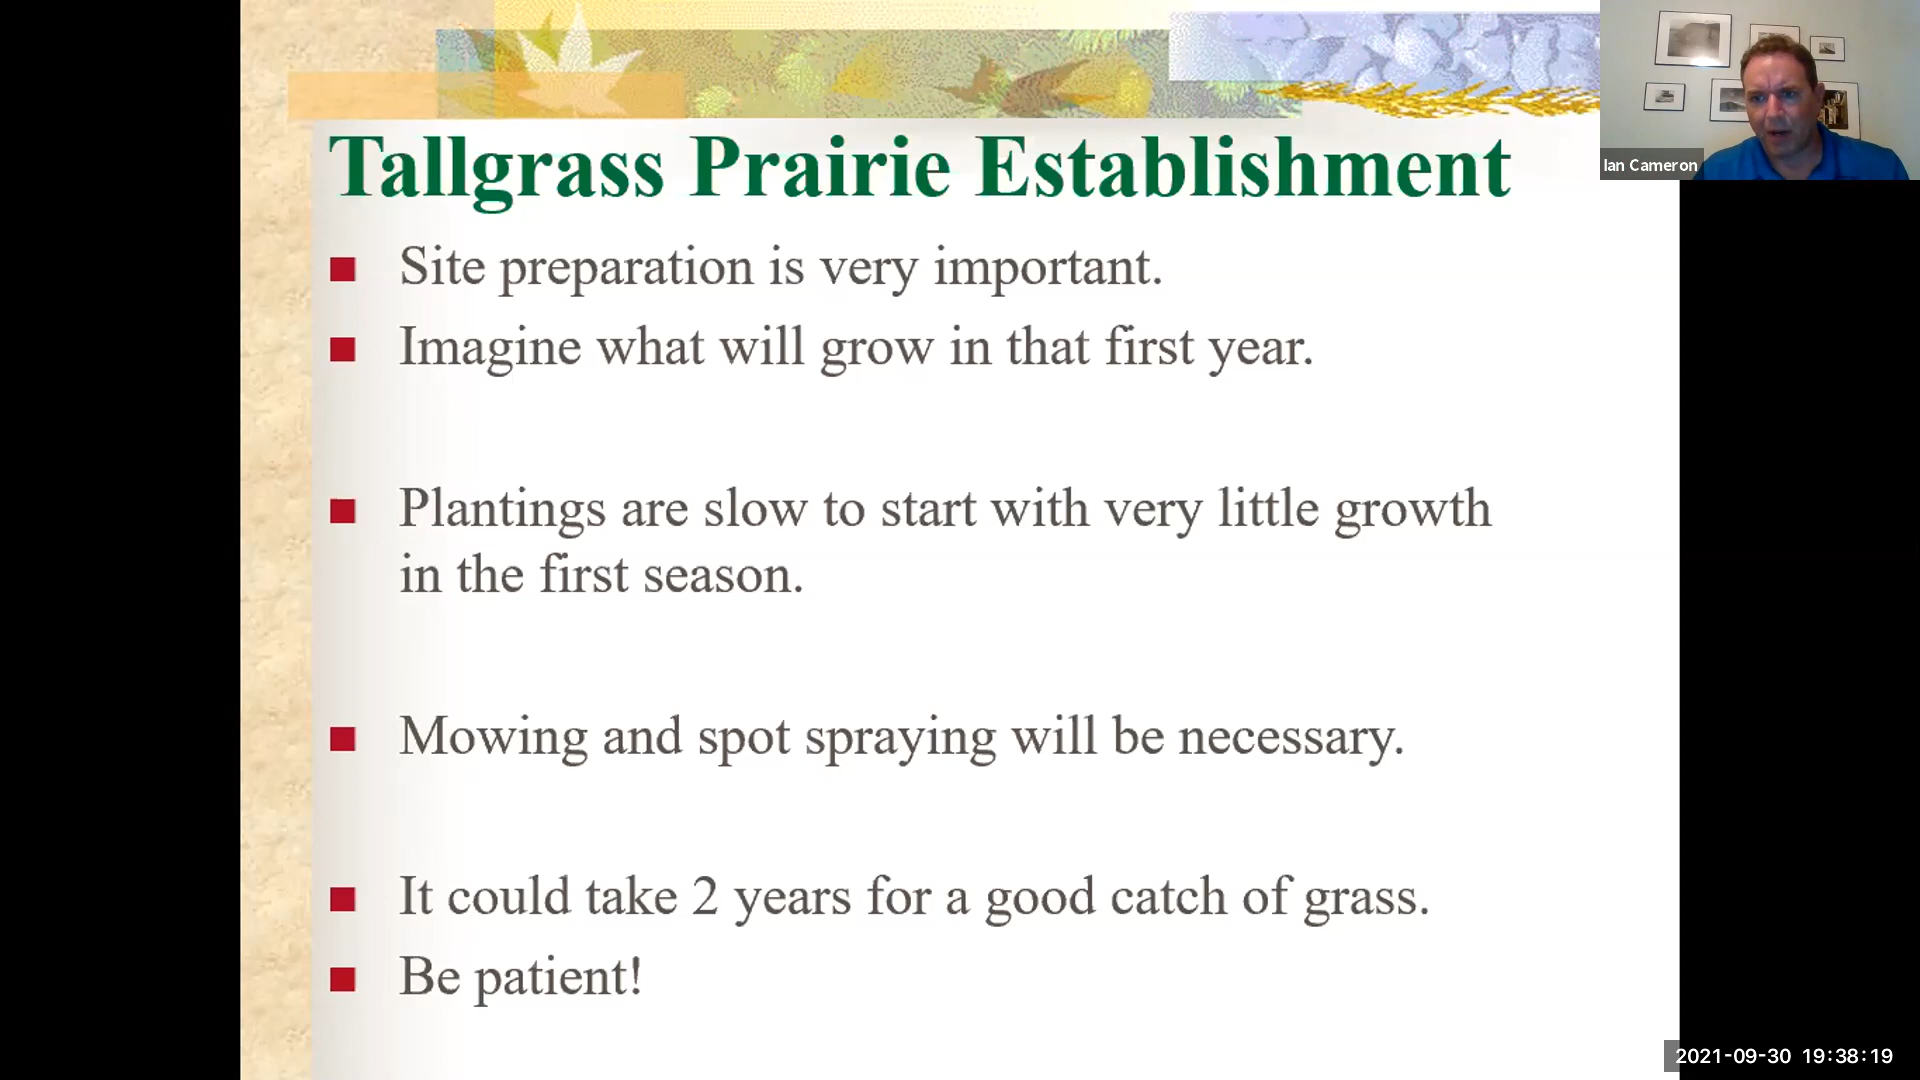 Tallgrass Prairie Establishment
Site preparation is very important.
Imagine what will grow in that first year.
Plantings are slow to start with very little growth
in the first season.
Mowing and spot spraying will be necessary.
It could take 2 years for a good catch of grass.
Be patient!
Ian Cameron
2021-09-30 19:38:19